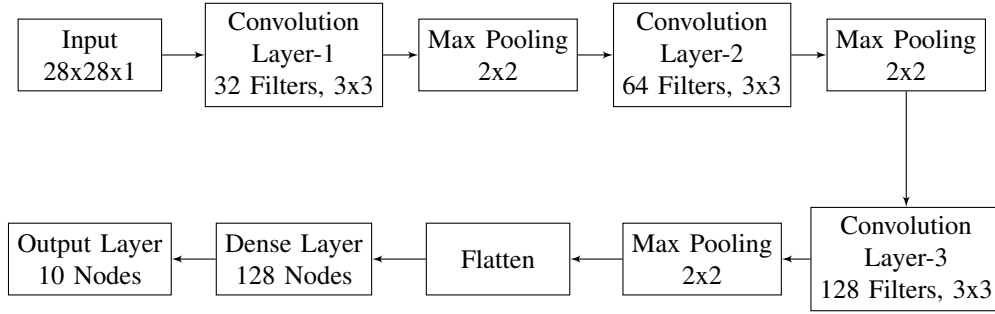 Input
28x28x1
Convolution
Layer-1
32 Filters, 3x3
Max Pooling
2x2
Convolution
Layer-2
64 Filters, 3x3
Max Pooling
2x2
Convolution
Layer-3
128 Filters, 3x3
Max Pooling
2x2
Flatten
Dense Layer
128 Nodes
Output Layer
10 Nodes